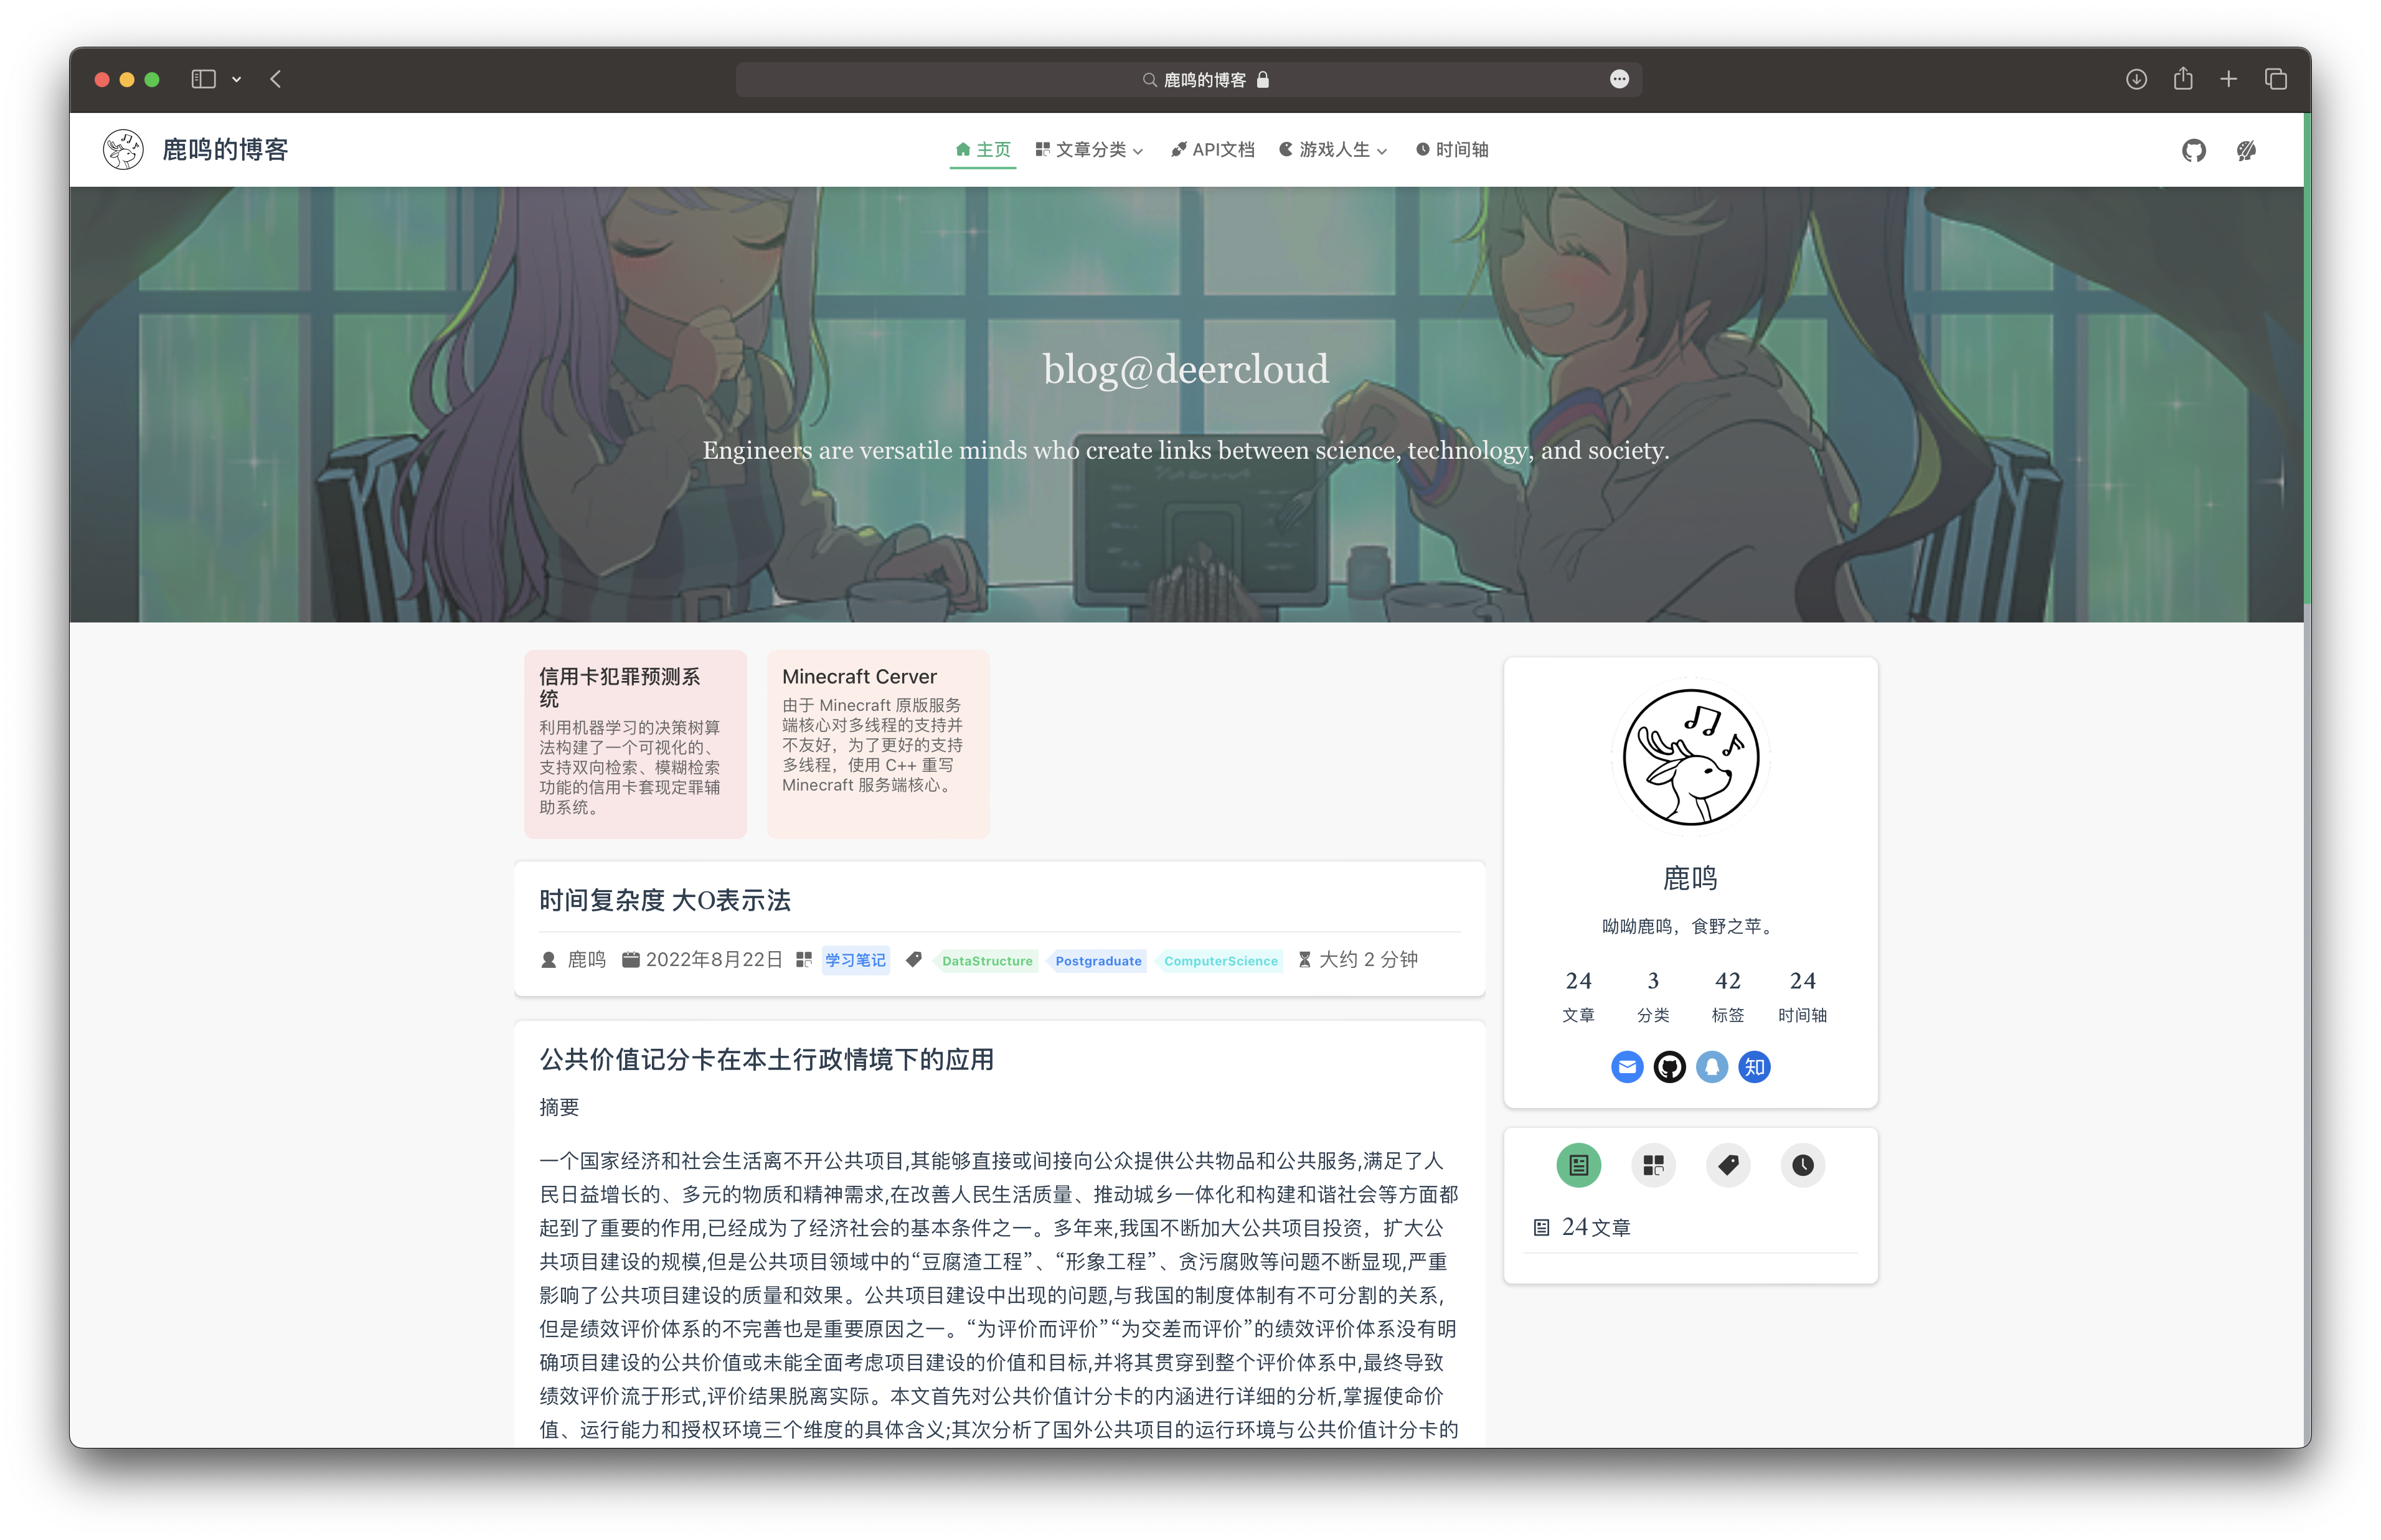 鹿鸣的博客
鹿鸣的博客
主页 文章分类 API文档 游戏人生 时间轴
blog@deercloud
Engineers are versatile minds who create links between science, technology, and society.
信用卡犯罪预测系
统
利用机器学习的决策树算
法构建了一个可视化的、
支持双向检索、模糊检索
功能的信用卡套现定罪辅
助系统。
Minecraft Cerver
由于 Minecraft 原版服务
端核心对多线程的支持并
不友好，为了更好的支持
多线程，使用 C++ 重写
Minecraft 服务端核心。
时间复杂度 大O表示法
鹿鸣 2022年8月22日 学习笔记 DataStructure Postgraduate ComputerScience 大约 2 分钟
公共价值记分卡在本土行政情境下的应用
摘要
一个国家经济和社会生活离不开公共项目,其能够直接或间接向公众提供公共物品和公共服务,满足了人
民日益增长的、多元的物质和精神需求,在改善人民生活质量、推动城乡一体化和构建和谐社会等方面都
起到了重要的作用,已经成为了经济社会的基本条件之一。多年来,我国不断加大公共项目投资，扩大公
共项目建设的规模,但是公共项目领域中的“豆腐渣工程”、“形象工程”、贪污腐败等问题不断显现,严重
影响了公共项目建设的质量和效果。公共项目建设中出现的问题,与我国的制度体制有不可分割的关系,
但是绩效评价体系的不完善也是重要原因之一。“为评价而评价”“为交差而评价”的绩效评价体系没有明
确项目建设的公共价值或未能全面考虑项目建设的价值和目标,并将其贯穿到整个评价体系中,最终导致
绩效评价流于形式,评价结果脱离实际。本文首先对公共价值计分卡的内涵进行详细的分析,掌握使命价
值、运行能力和授权环境三个维度的具体含义;其次分析了国外公共项目的运行环境与公共价值计分卡的
鹿鸣
呦呦鹿鸣，食野之苹。
24 3 42 24
文章 分类 标签 时间轴
知
24 文章